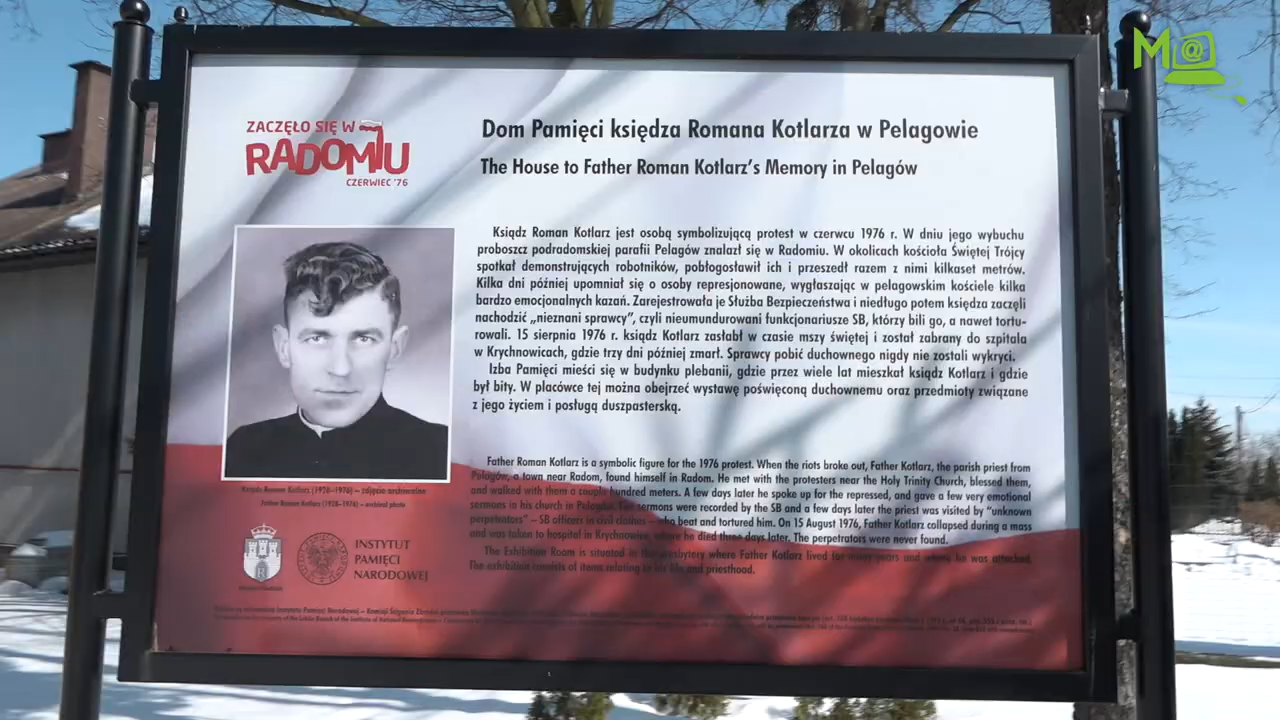 M@
ZACZĘŁO SIĘ W
RADOMIU
CZERWIEC '76
Dom Pamięci księdza Romana Kotlarza w Pelagowie
The House to Father Roman Kotlarz's Memory in Pelagów
Ksiądz Roman Kotlarz jest osobą symbolizującą protest w czerwcu 1976 r. W dniu jego wybuchu
proboszcz podradomskiej parafii Pelagów znalazł się w Radomiu. W okolicach kościoła Świętej Trójcy
spotkał demonstrujących robotników, pobłogosławił ich i przeszedł razem z nimi kilkaset metrów.
Kilka dni później upomniał się o osoby represjonowane, wygłaszając w pelagowskim kościele kilka
bardzo emocjonalnych kazań. Zarejestrowała je Służba Bezpieczeństwa i niedługo potem księdza zaczęli
nachodzić „nieznani sprawcy”, czyli nieumundurowani funkcjonariusze SB, którzy bili go, a nawet tortu-
rowali. 15 sierpnia 1976 r. ksiądz Kotlarz zasłabł w czasie mszy świętej i został zabrany do szpitala
w Krychnowicach, gdzie trzy dni później zmarł. Sprawcy pobić duchownego nigdy nie zostali wykryci.
Izba Pamięci mieści się w budynku plebanii, gdzie przez wiele lat mieszkał ksiądz Kotlarz i gdzie
był bity. W placówce tej można obejrzeć wystawę poświęconą duchownemu oraz przedmioty związane
z jego życiem i posługą duszpasterską.
Father Roman Kotlarz is a symbolic figure for the 1976 protest. When the riots broke out, Father Kotlarz, the parish priest from
Pelagów, a town near Radom, found himself in Radom. He met with the protesters near the Holy Trinity Church, blessed them,
and walked with them a couple hundred meters. A few days later he spoke up for the repressed, and gave a few very emotional
sermons in his church in Pelagów. The sermons were recorded by the SB and a few days later the priest was visited by "unknown
perpetrators" – SB officers in civil clothes – who beat and tortured him. On 15 August 1976, Father Kotlarz collapsed during a mass
and was taken to hospital in Krychnowice, where he died three days later. The perpetrators were never found.
The Exhibition Room is situated in the presbytery where Father Kotlarz lived for many years and where he was attacked.
The exhibition consists of items relating to his life and priesthood.
Ksiądz Roman Kotlarz (1928–1976) – zdjęcie archiwalne
Father Roman Kotlarz (1928–1976) – archival photo
INSTYTUT
PAMIĘCI
NARODOWEJ